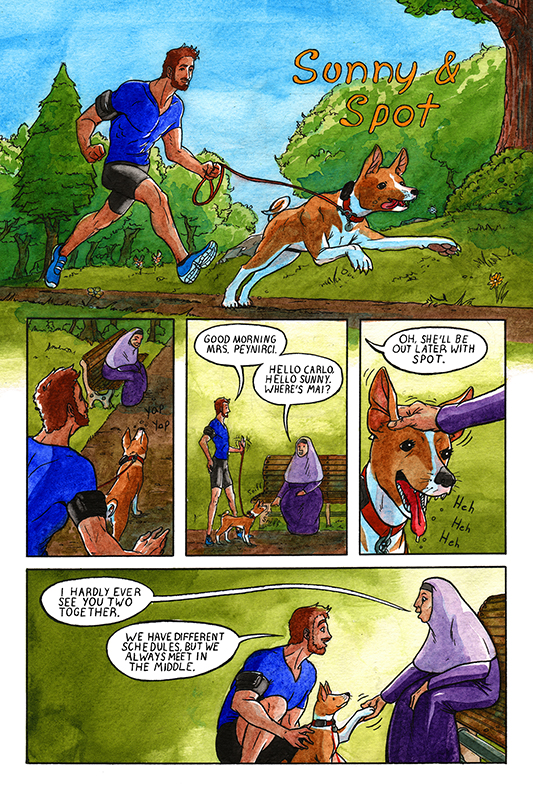 Sunny &
Spot
YAP
YAP
GOOD MORNING
MRS. PEYNIRCI.
HELLO CARLO.
HELLO SUNNY.
WHERE'S MAI?
SNIFF
SNIFF
OH, SHE'LL BE
OUT LATER WITH
SPOT.
Heh
Heh
Heh
I HARDLY EVER
SEE YOU TWO
TOGETHER.
WE HAVE DIFFERENT
SCHEDULES, BUT WE
ALWAYS MEET IN
THE MIDDLE.